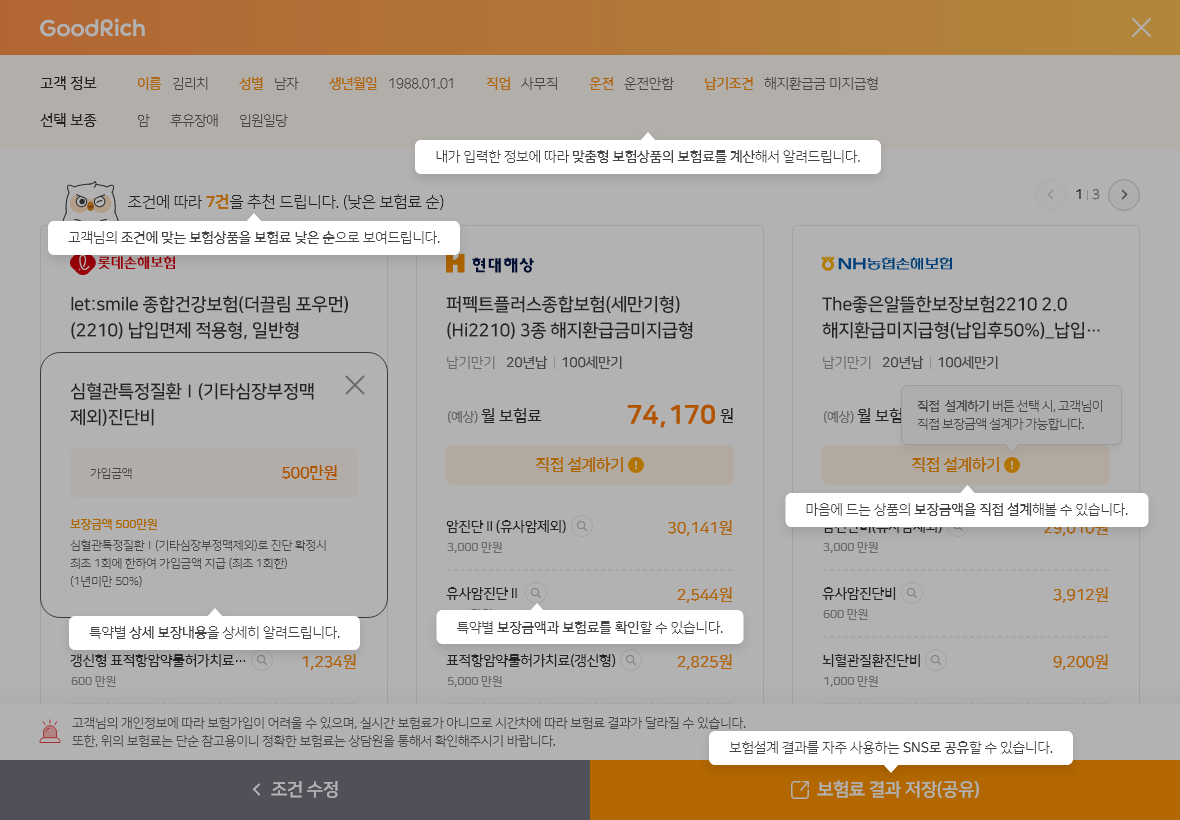 GoodRich
고객 정보 이름 김리치 성별 남자 생년월일 1988.01.01 직업 사무직 운전 운전안함 납기조건 해지환급금 미지급형
선택 보종 암 후유장애 입원일당
내가 입력한 정보에 따라 맞춤형 보험상품의 보험료를 계산해서 알려드립니다.
조건에 따라 7건을 추천 드립니다. (낮은 보험료 순)
1 | 3
고객님의 조건에 맞는 보험상품을 보험료 낮은 순으로 보여드립니다.
롯데손해보험
let:smile 종합건강보험(더끌림 포우먼)
(2210) 납입면제 적용형, 일반형
심혈관특정질환Ⅰ(기타심장부정맥
제외)진단비
가입금액 500만원
보장금액 500만원
심혈관특정질환Ⅰ(기타심장부정맥제외)로 진단 확정시
최초 1회에 한하여 가입금액 지급 (최초 1회한)
(1년미만 50%)
특약별 상세 보장내용을 상세히 알려드립니다.
갱신형 표적항암약물허가치료… 1,234원
600 만원
현대해상
퍼펙트플러스종합보험(세만기형)
(Hi2210) 3종 해지환급금미지급형
납기만기 20년납 | 100세만기
(예상) 월 보험료 74,170 원
직접 설계하기
암진단Ⅱ(유사암제외) 30,141원
3,000 만원
유사암진단Ⅱ 2,544원
특약별 보장금액과 보험료를 확인할 수 있습니다.
표적항암약물허가치료(갱신형) 2,825원
5,000 만원
NH농협손해보험
The좋은알뜰한보장보험2210 2.0
해지환급미지급형(납입후50%)_납입…
납기만기 20년납 | 100세만기
(예상) 월 보험
직접 설계하기 버튼 선택 시, 고객님이
직접 보장금액 설계가 가능합니다.
직접 설계하기
마음에 드는 상품의 보장금액을 직접 설계해볼 수 있습니다.
암진단비(유사암제외) 29,010원
3,000 만원
유사암진단비 3,912원
600 만원
뇌혈관질환진단비 9,200원
1,000 만원
고객님의 개인정보에 따라 보험가입이 어려울 수 있으며, 실시간 보험료가 아니므로 시간차에 따라 보험료 결과가 달라질 수 있습니다.
또한, 위의 보험료는 단순 참고용이니 정확한 보험료는 상담원을 통해서 확인해주시기 바랍니다.
보험설계 결과를 자주 사용하는 SNS로 공유할 수 있습니다.
조건 수정
보험료 결과 저장(공유)